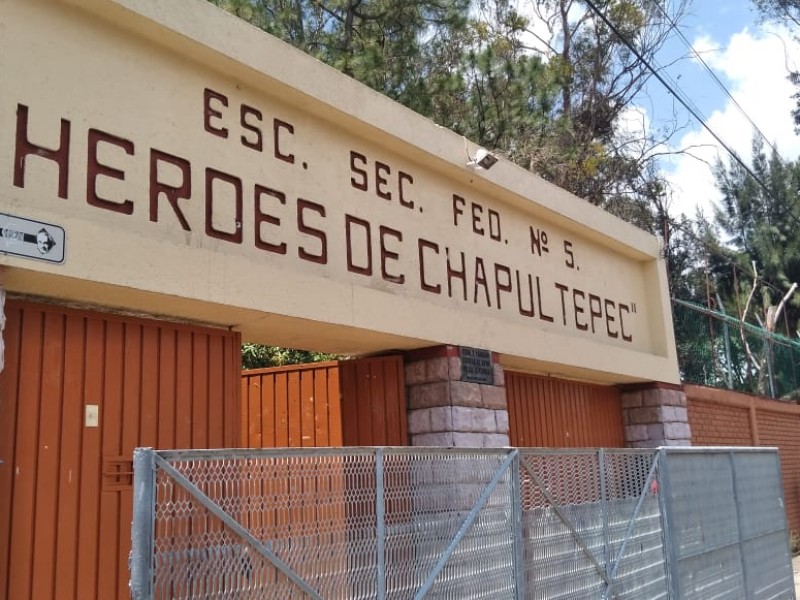 ESC. SEC. FED. Nº 5.
HEROES DE CHAPULTEPEC"